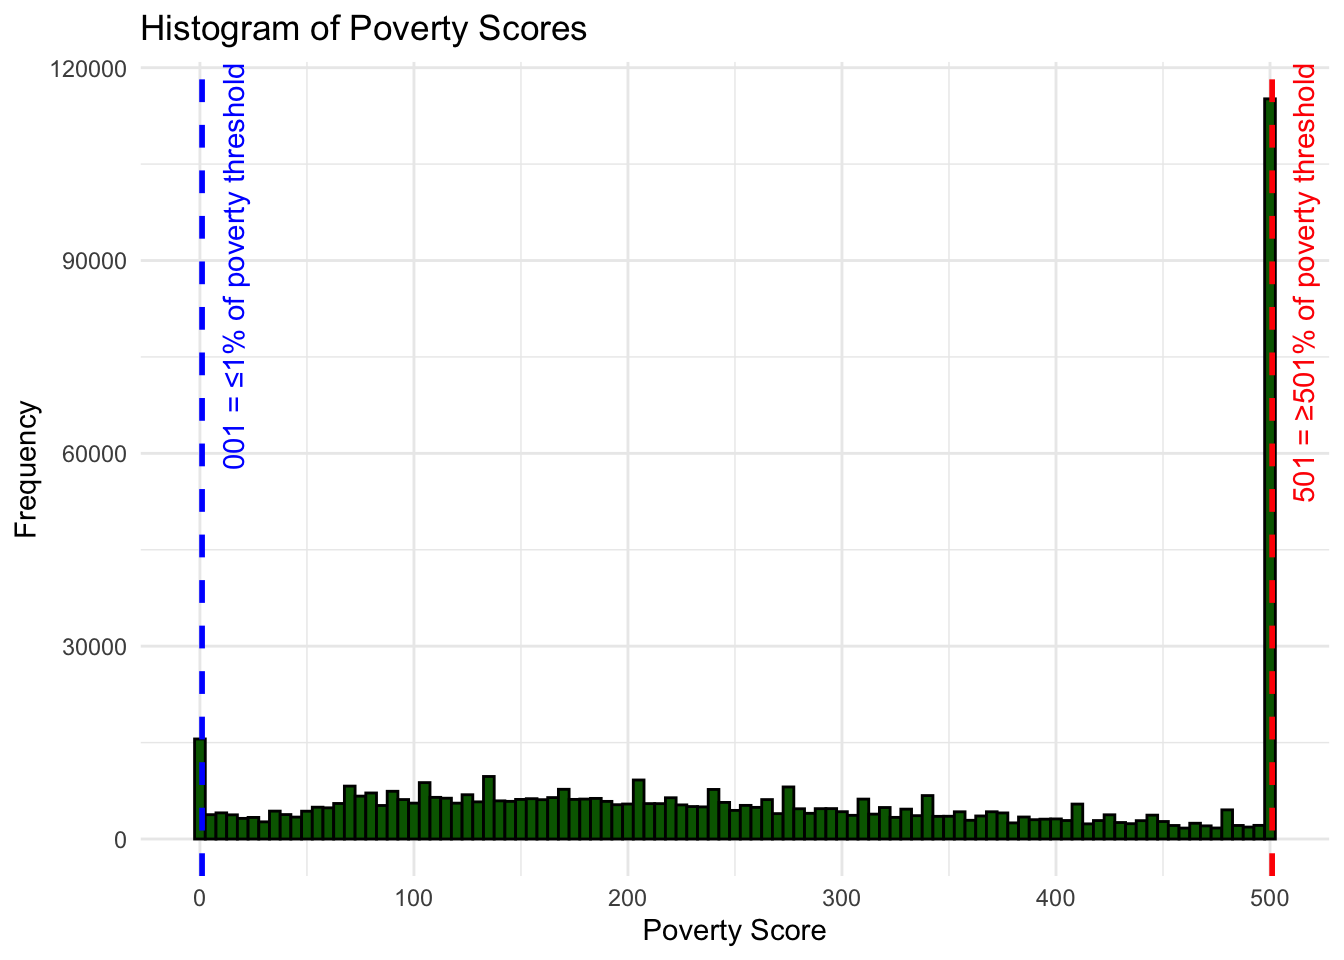 Histogram of Poverty Scores
120000
90000
60000
30000
0
Frequency
001 = ≤1% of poverty threshold
501 = ≥501% of poverty threshold
0
100
200
300
400
500
Poverty Score